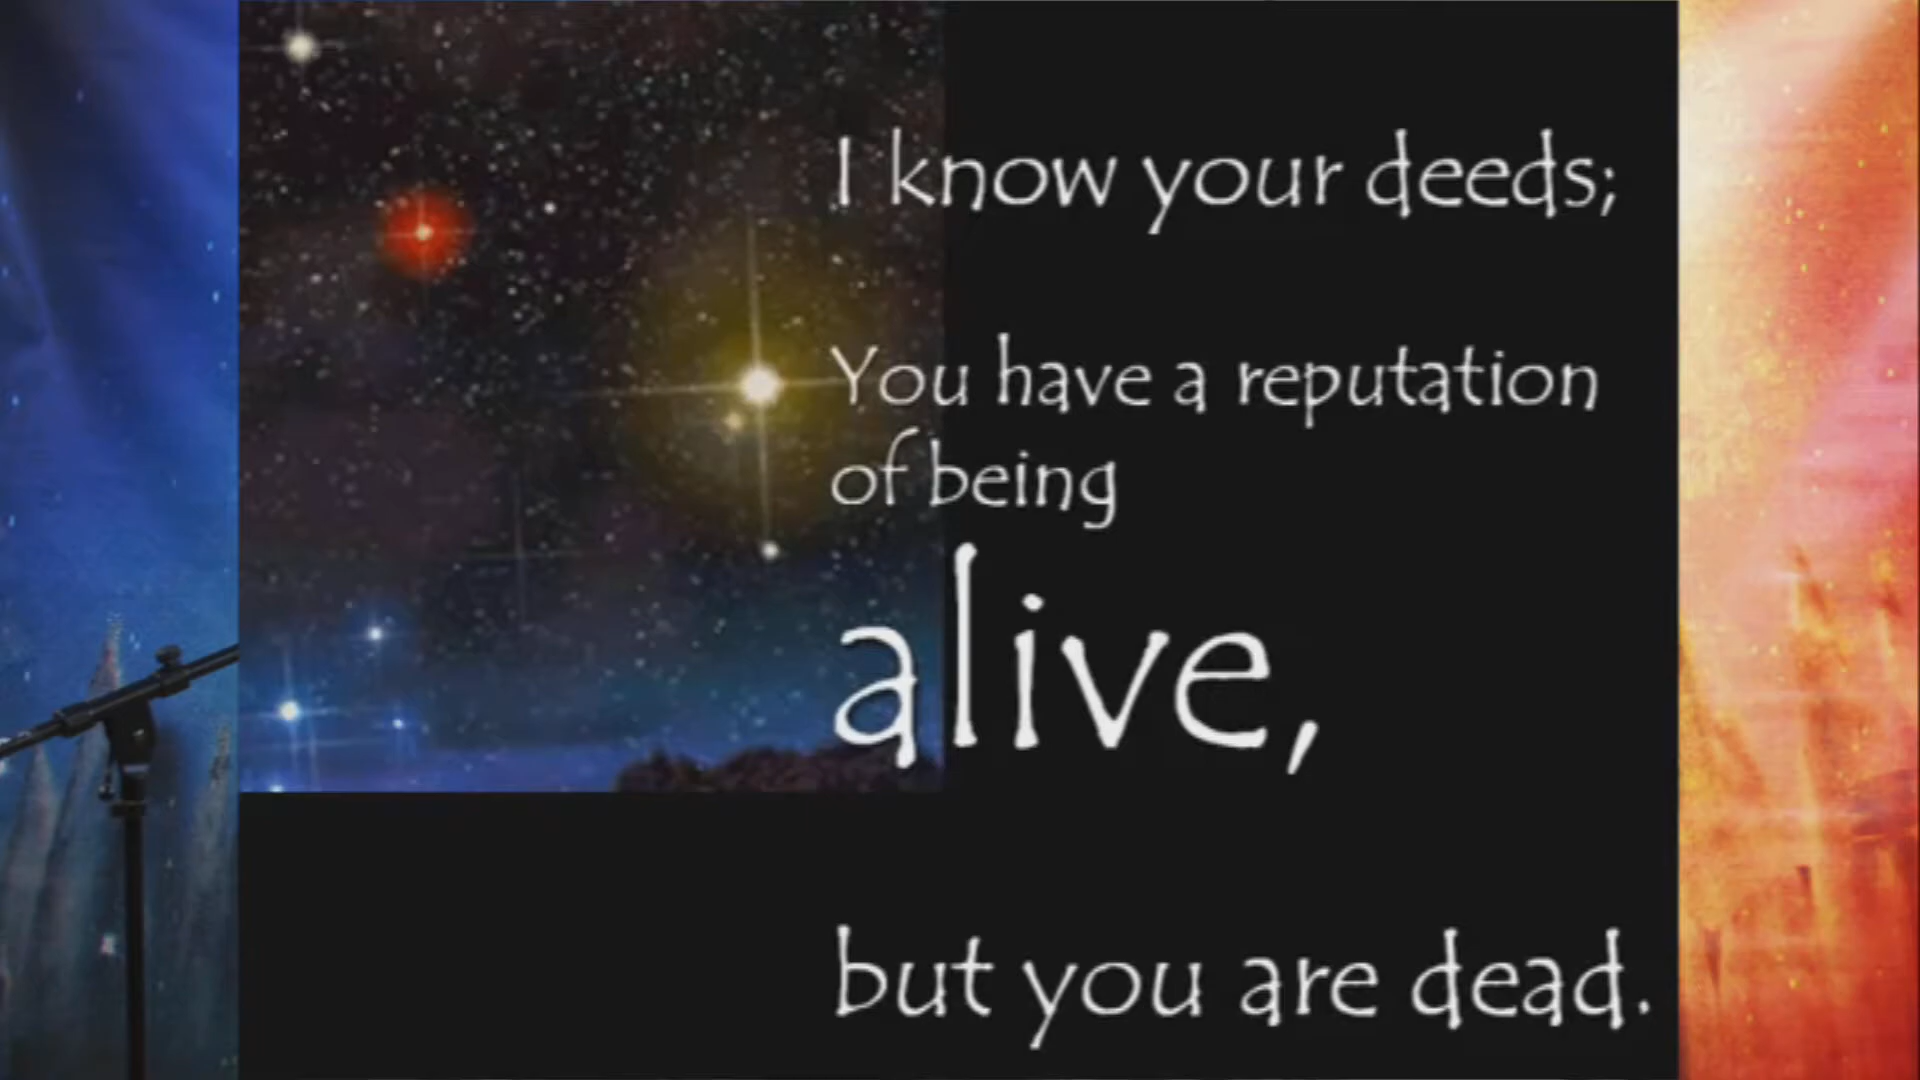 I know your deeds;
You have a reputation
of being
alive,
but you are dead.